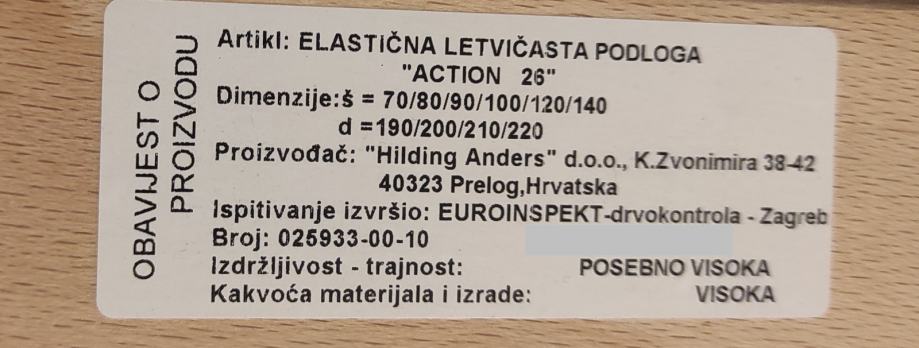 OBAVIJEST O
PROIZVODU
Artikl: ELASTIČNA LETVIČASTA PODLOGA
"ACTION 26"
Dimenzije:š = 70/80/90/100/120/140
d =190/200/210/220
Proizvođač: "Hilding Anders" d.o.o., K.Zvonimira 38-42
40323 Prelog,Hrvatska
Ispitivanje izvršio: EUROINSPEKT-drvokontrola - Zagreb
Broj: 025933-00-10
Izdržljivost - trajnost: POSEBNO VISOKA
Kakvoća materijala i izrade: VISOKA